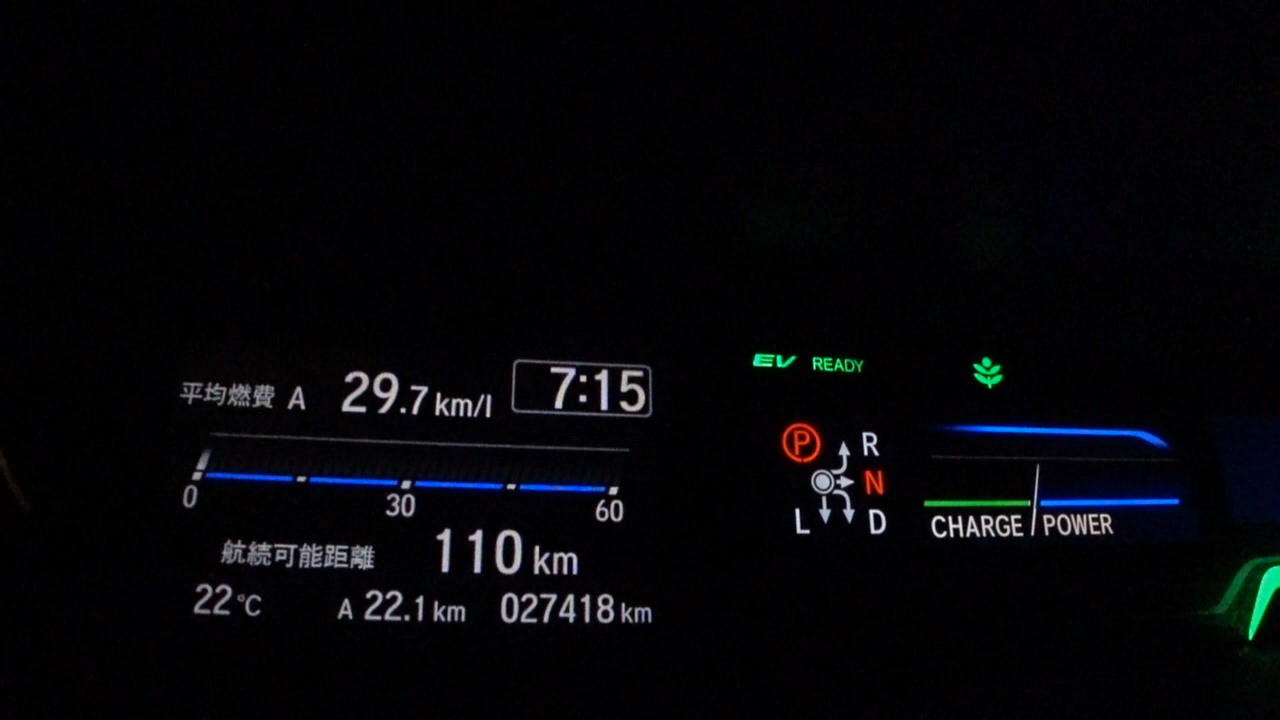 平均燃費 A 29.7 km/l 7:15
0 30 60
航続可能距離 110 km
22℃ A 22.1 km 027418 km
EV READY
P R
N
L D
CHARGE POWER